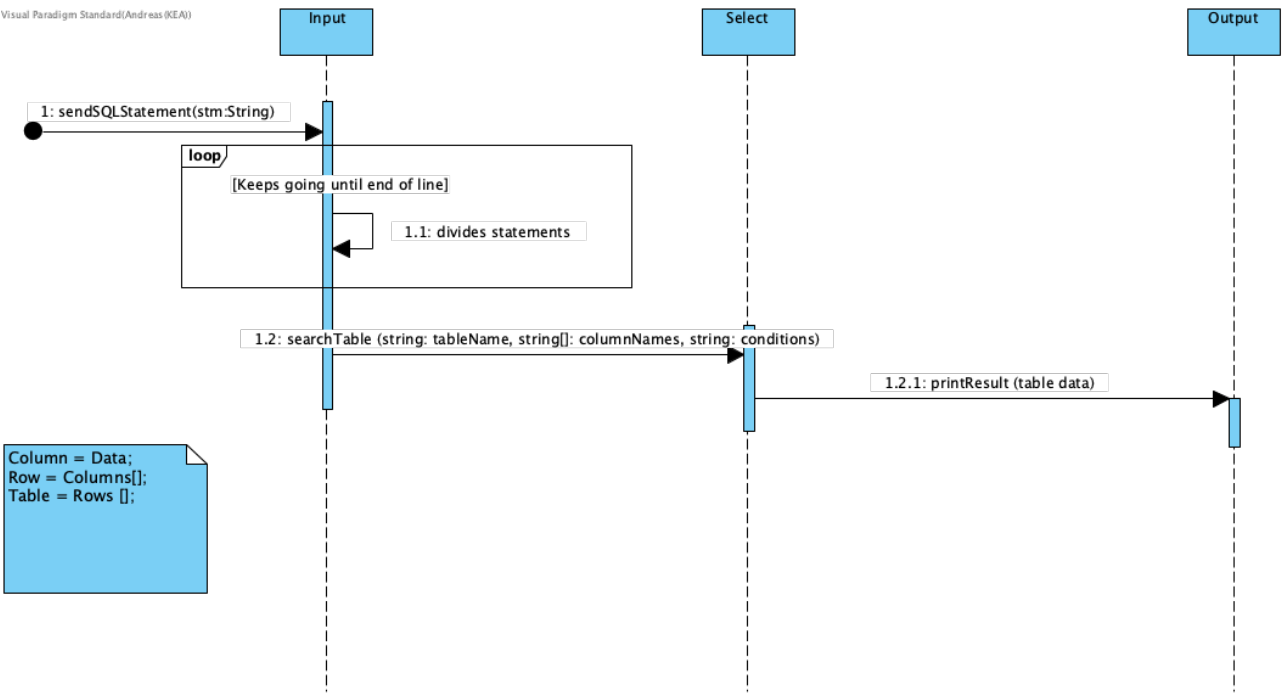 Visual Paradigm Standard(Andreas(KEA))
Input
Select
Output
1: sendSQLStatement(stm:String)
loop
[Keeps going until end of line]
1.1: divides statements
1.2: searchTable (string: tableName, string[]: columnNames, string: conditions)
1.2.1: printResult (table data)
Column = Data;
Row = Columns[];
Table = Rows [];